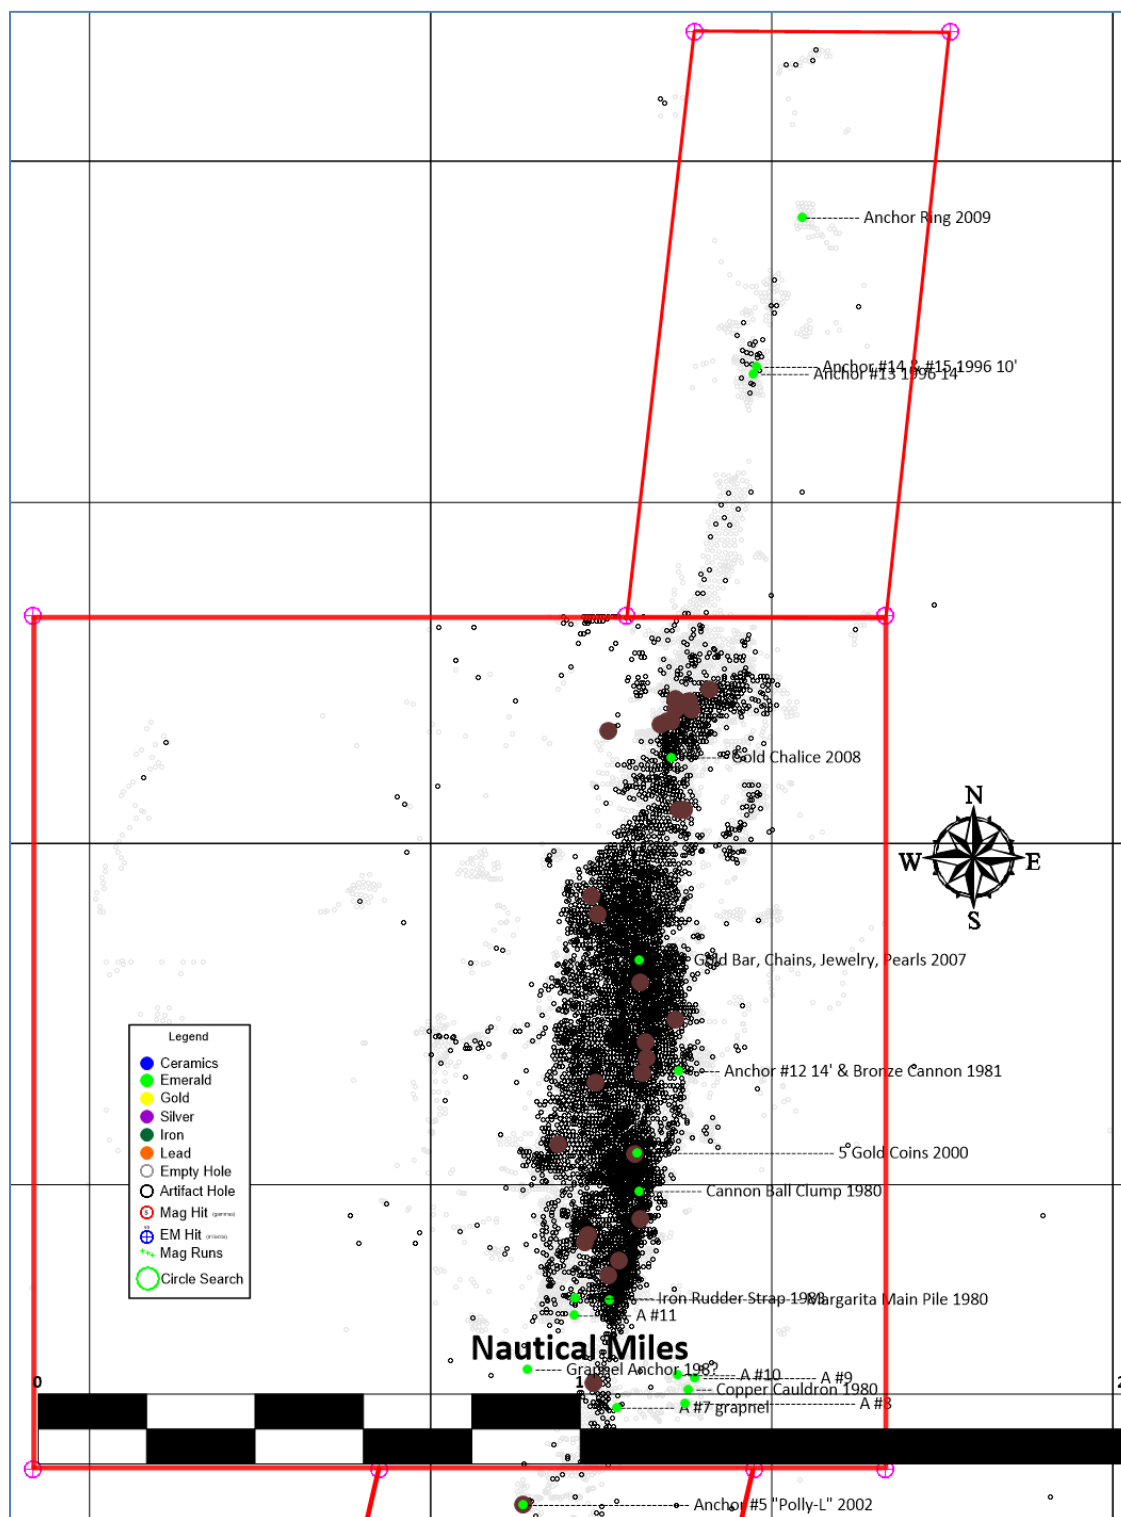 Anchor Ring 2009
Anchor #14 & #15 1996 10'
Anchor #13 1996 14'
Gold Chalice 2008
N
W E
S
Gold Bar, Chains, Jewelry, Pearls 2007
Legend
Ceramics
Emerald
Gold
Silver
Iron
Lead
Empty Hole
Artifact Hole
Mag Hit
EM Hit
Mag Runs
Circle Search
Anchor #12 14' & Bronze Cannon 1981
5 Gold Coins 2000
Cannon Ball Clump 1980
Iron Rudder Strap 1983
Margarita Main Pile 1980
A #11
Nautical Miles
Grapnel Anchor 198?
A #10
A #9
0 1 2
Copper Cauldron 1980
A #8
A #7 grapnel
Anchor #5 "Polly-L" 2002